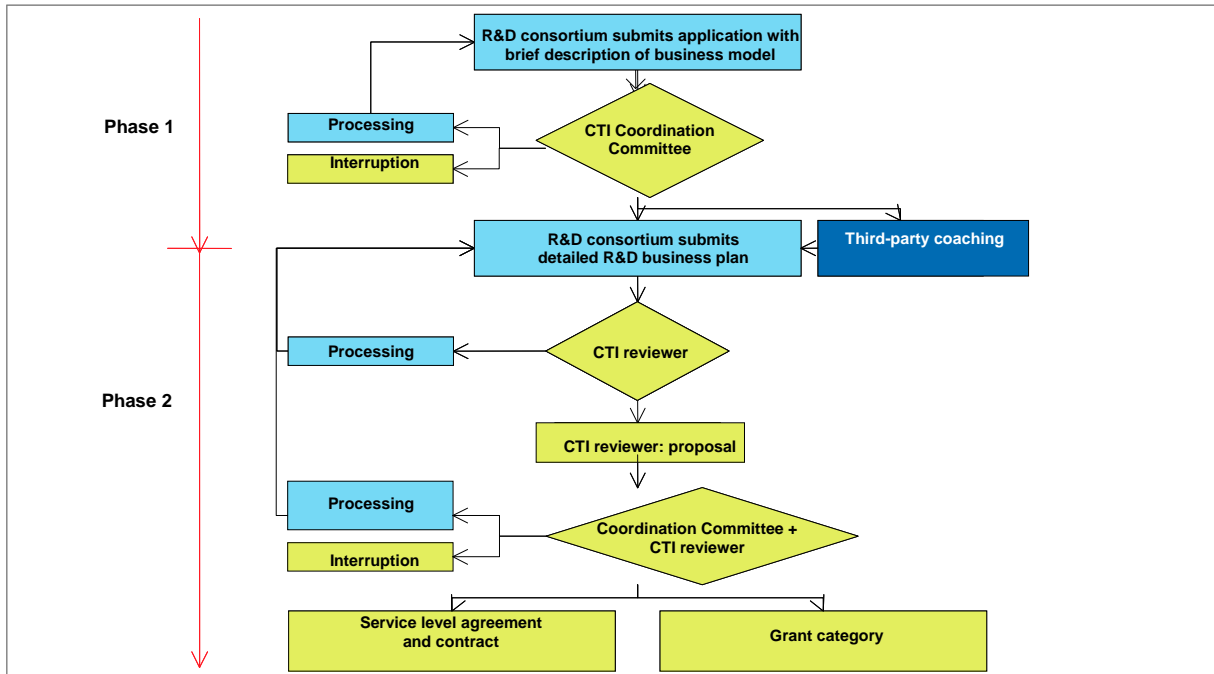 R&D consortium submits application with
brief description of business model
Phase 1
Processing
CTI Coordination
Committee
Interruption
R&D consortium submits
detailed R&D business plan
Third-party coaching
Processing
CTI reviewer
Phase 2
CTI reviewer: proposal
Processing
Coordination Committee +
CTI reviewer
Interruption
Service level agreement
and contract
Grant category